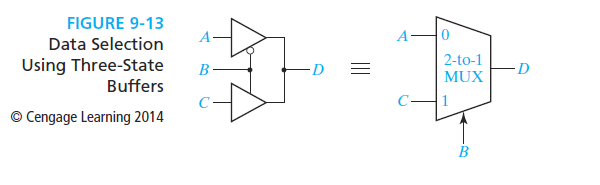 FIGURE 9-13
Data Selection
Using Three-State
Buffers
© Cengage Learning 2014
A
B
C
D
A
0
2-to-1
MUX
D
C
1
B